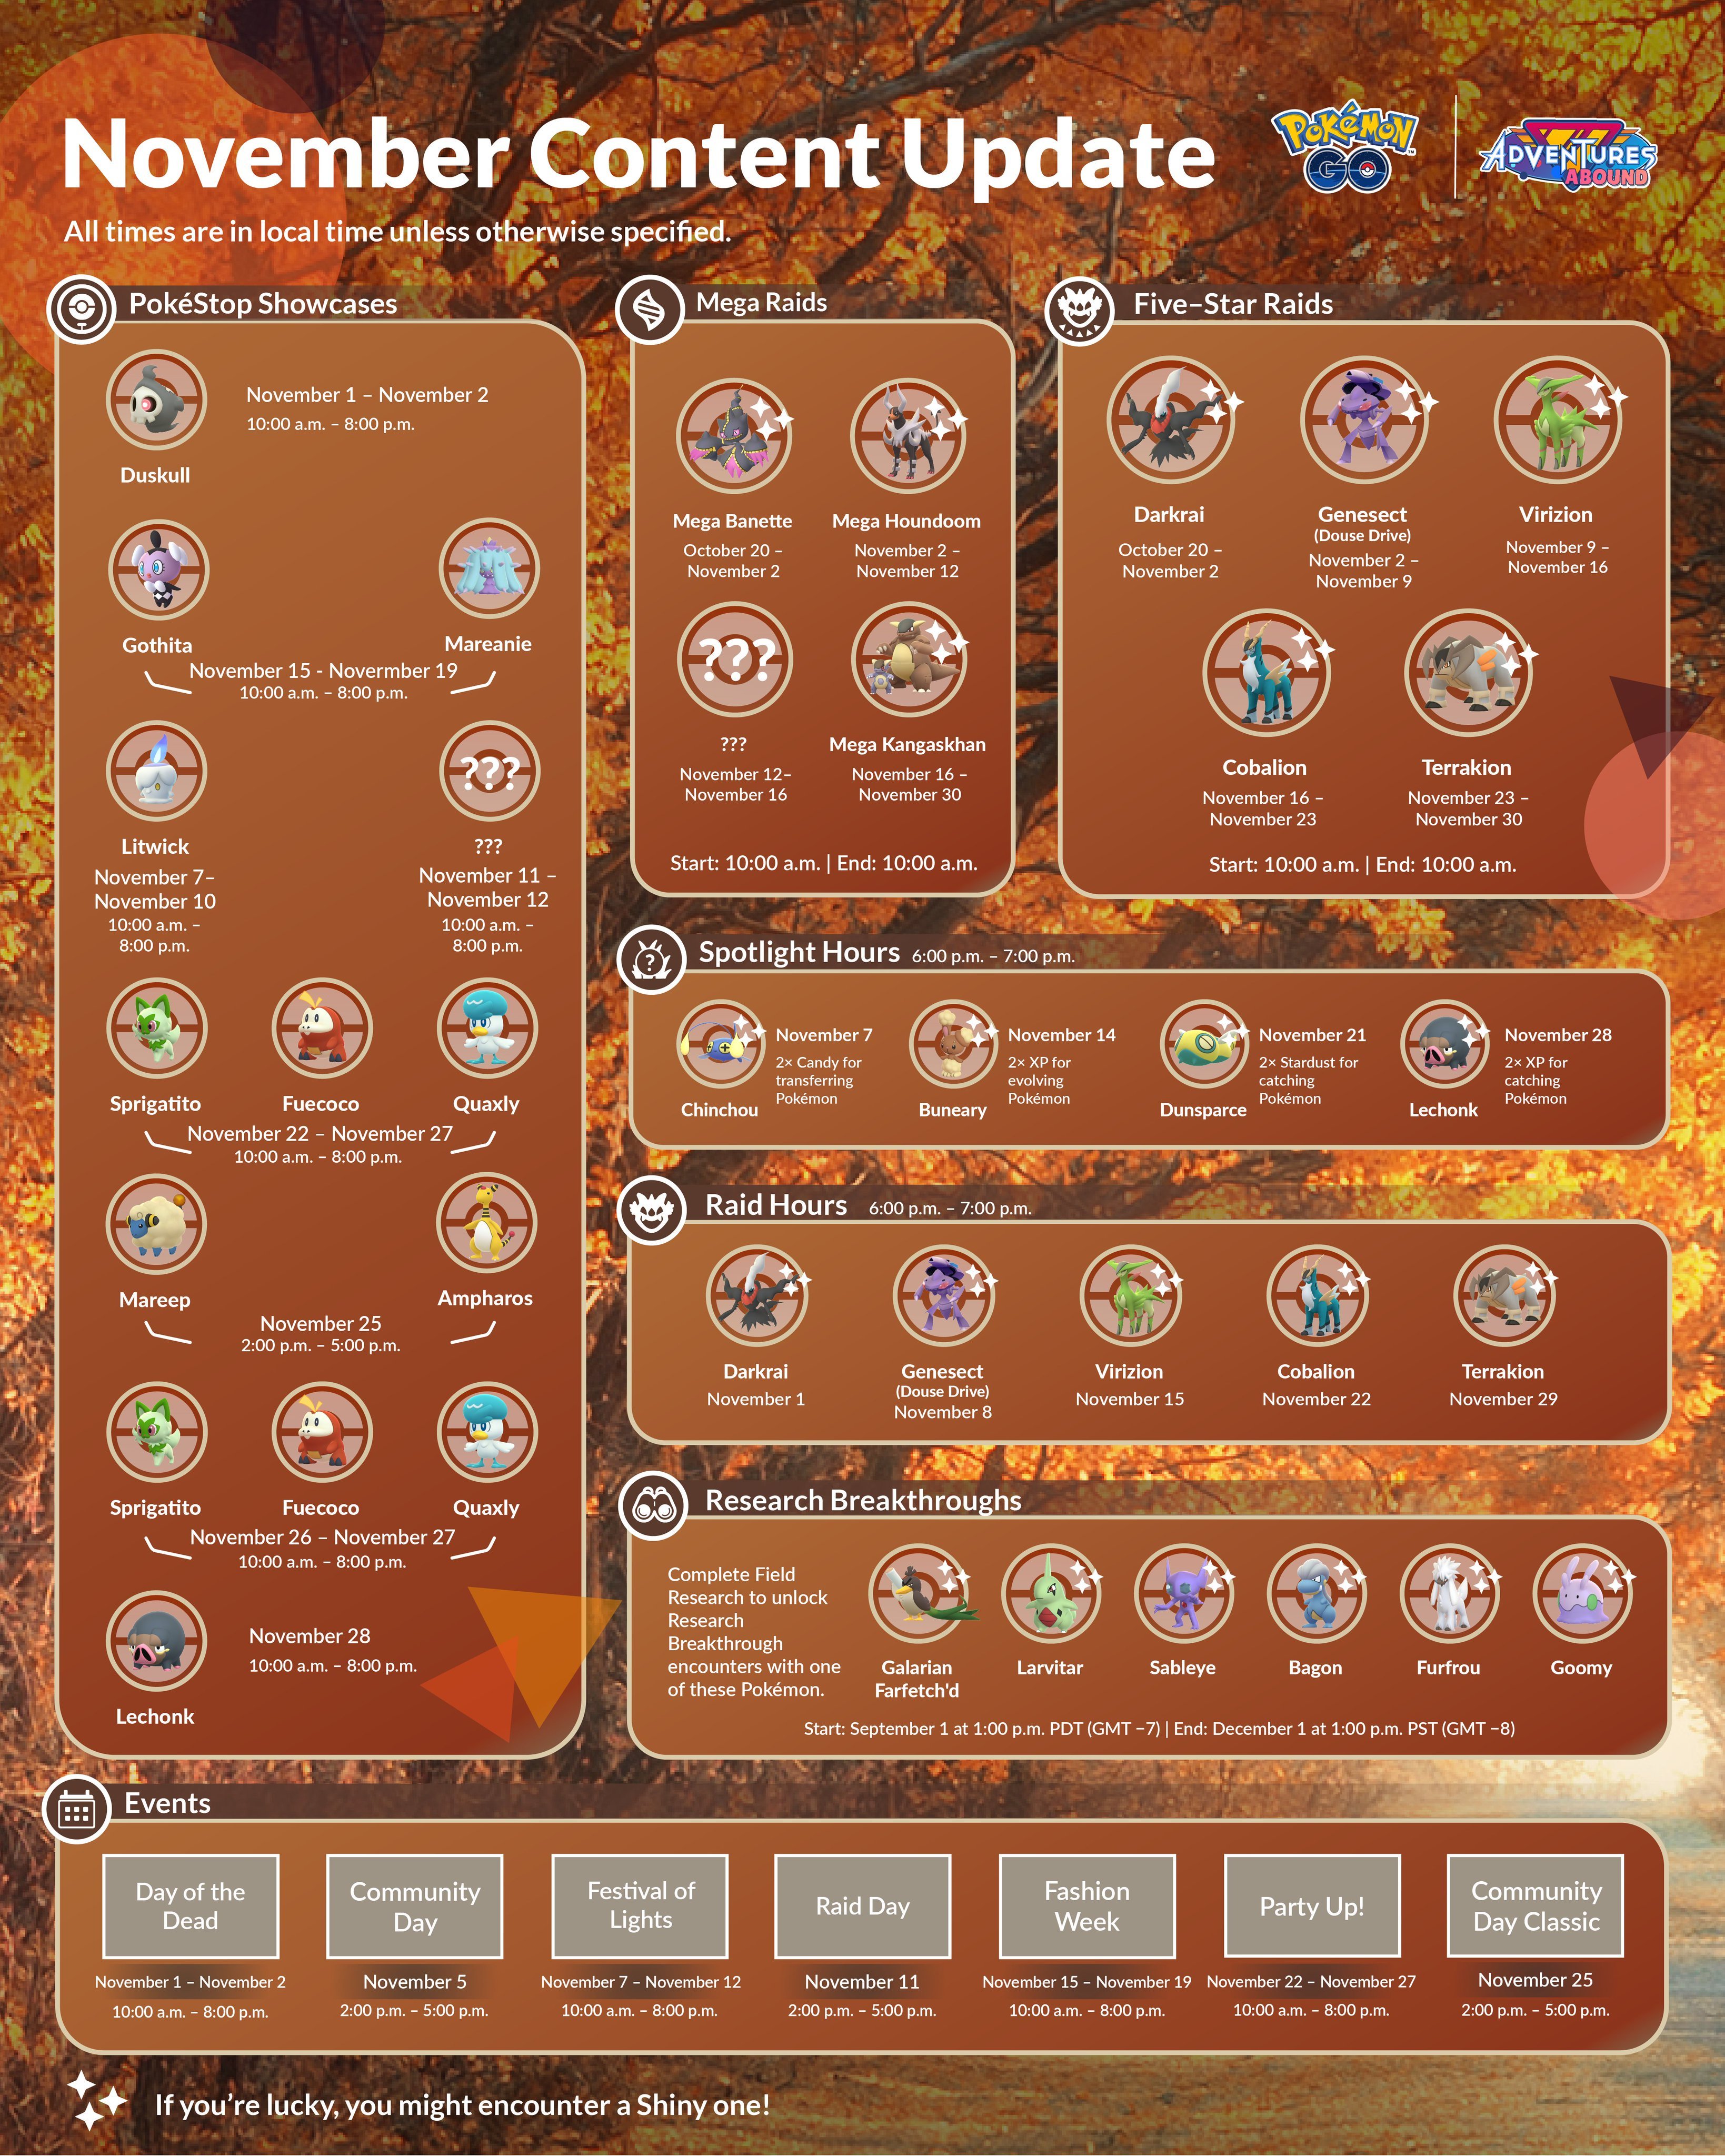 November Content Update
POKéMON
GO
ADVENTURES
ABOUND
All times are in local time unless otherwise specified.
PokéStop Showcases
Duskull
November 1 – November 2
10:00 a.m. – 8:00 p.m.
Gothita
Mareanie
November 15 - Novermber 19
10:00 a.m. – 8:00 p.m.
???
Litwick
???
November 7–
November 10
10:00 a.m. –
8:00 p.m.
November 11 –
November 12
10:00 a.m. –
8:00 p.m.
Sprigatito
Fuecoco
Quaxly
November 22 – November 27
10:00 a.m. – 8:00 p.m.
Mareep
Ampharos
November 25
2:00 p.m. – 5:00 p.m.
Sprigatito
Fuecoco
Quaxly
November 26 – November 27
10:00 a.m. – 8:00 p.m.
Lechonk
November 28
10:00 a.m. – 8:00 p.m.
Mega Raids
Mega Banette
October 20 –
November 2
Mega Houndoom
November 2 –
November 12
???
???
November 12–
November 16
Mega Kangaskhan
November 16 –
November 30
Start: 10:00 a.m. | End: 10:00 a.m.
Five–Star Raids
Darkrai
October 20 –
November 2
Genesect
(Douse Drive)
November 2 –
November 9
Virizion
November 9 –
November 16
Cobalion
November 16 –
November 23
Terrakion
November 23 –
November 30
Start: 10:00 a.m. | End: 10:00 a.m.
Spotlight Hours 6:00 p.m. – 7:00 p.m.
?
Chinchou
November 7
2× Candy for
transferring
Pokémon
Buneary
November 14
2× XP for
evolving
Pokémon
Dunsparce
November 21
2× Stardust for
catching
Pokémon
Lechonk
November 28
2× XP for
catching
Pokémon
Raid Hours 6:00 p.m. – 7:00 p.m.
Darkrai
November 1
Genesect
(Douse Drive)
November 8
Virizion
November 15
Cobalion
November 22
Terrakion
November 29
Research Breakthroughs
Complete Field
Research to unlock
Research
Breakthrough
encounters with one
of these Pokémon.
Galarian
Farfetch'd
Larvitar
Sableye
Bagon
Furfrou
Goomy
Start: September 1 at 1:00 p.m. PDT (GMT −7) | End: December 1 at 1:00 p.m. PST (GMT −8)
Events
Day of the
Dead
November 1 – November 2
10:00 a.m. – 8:00 p.m.
Community
Day
November 5
2:00 p.m. – 5:00 p.m.
Festival of
Lights
November 7 – November 12
10:00 a.m. – 8:00 p.m.
Raid Day
November 11
2:00 p.m. – 5:00 p.m.
Fashion
Week
November 15 – November 19
10:00 a.m. – 8:00 p.m.
Party Up!
November 22 – November 27
10:00 a.m. – 8:00 p.m.
Community
Day Classic
November 25
2:00 p.m. – 5:00 p.m.
If you’re lucky, you might encounter a Shiny one!